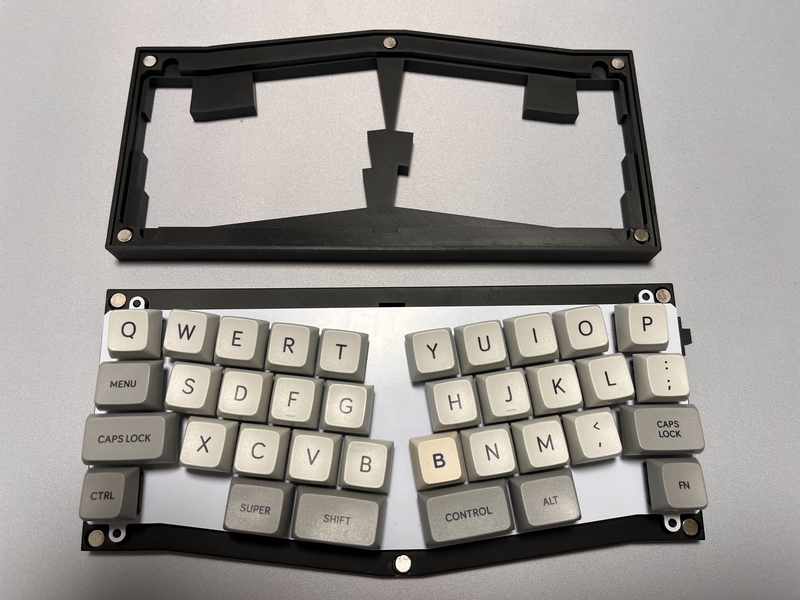 Q W E R T Y U I O P
MENU S D F G H J K L : ;
CAPS LOCK X C V B B N M < , CAPS LOCK
CTRL SUPER SHIFT CONTROL ALT FN